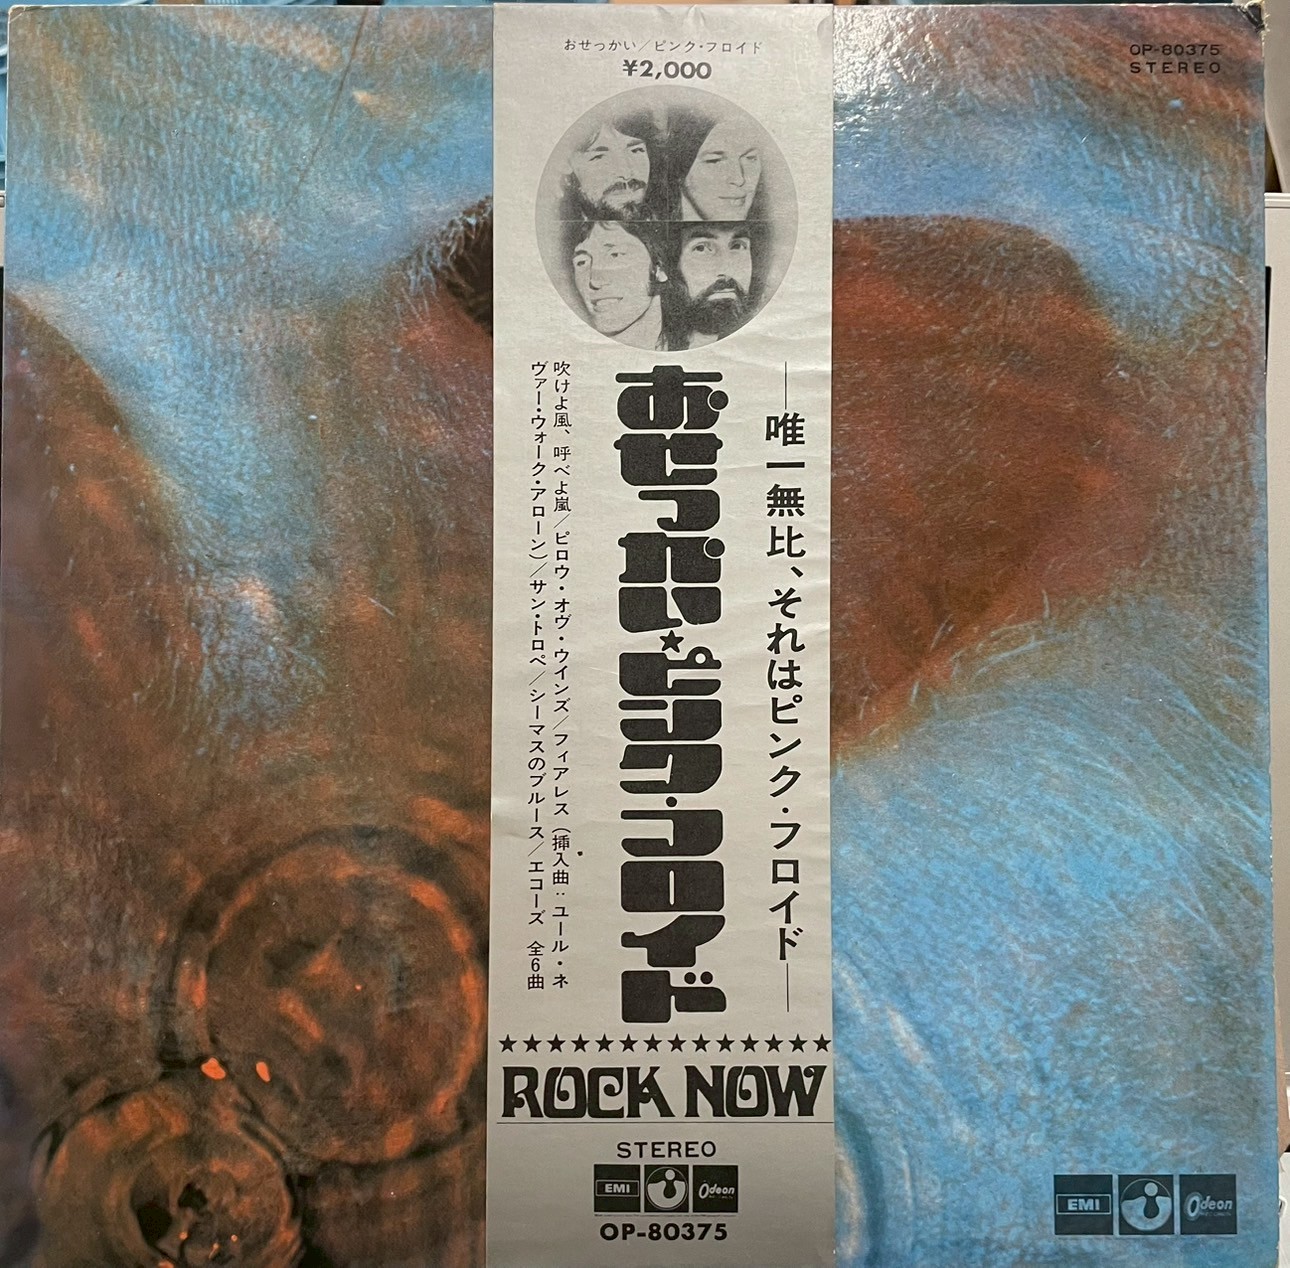 おせっかい／ピンク・フロイド
¥2,000
OP-80375
STEREO
——唯一無比、それはピンク・フロイド——
おせっかい★ピンク・フロイド
吹けよ風、呼べよ嵐／ピロウ・オヴ・ウインズ／フィアレス（挿入曲：ユール・ネ
ヴァー・ウォーク・アローン）／サン・トロペ／シーマスのブルース／エコーズ 全6曲
★★★★★★★★★★★★★★
ROCK NOW
STEREO
EMI
Odeon
OP-80375
EMI
Odeon